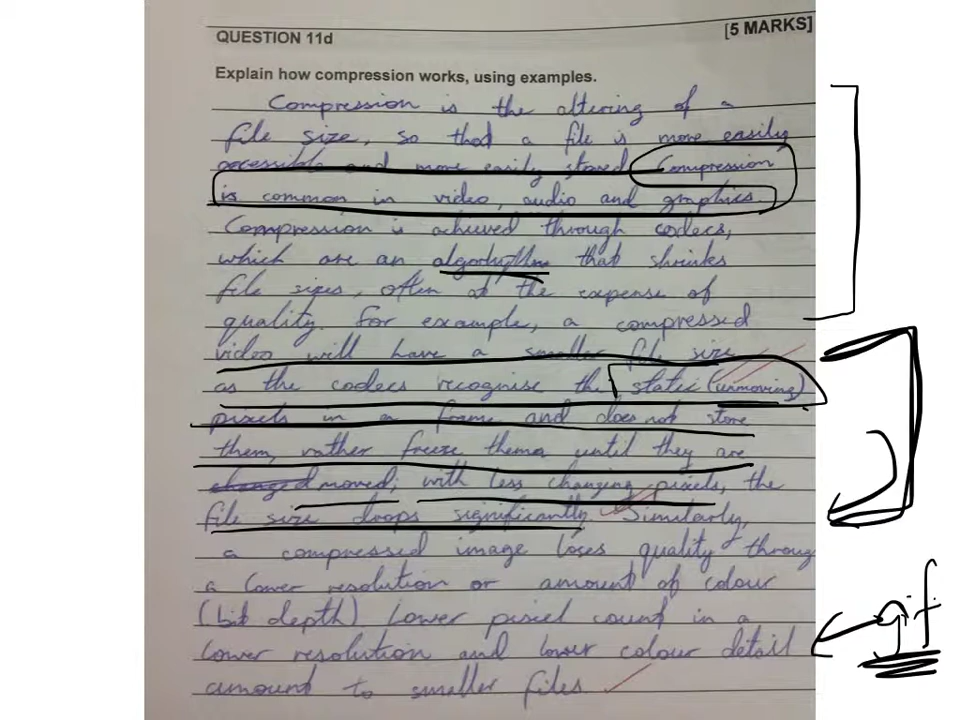 [5 MARKS]
QUESTION 11d
Explain how compression works, using examples.
Compression is the altering of a
file size, so that a file is more easily
accessible and more easily stored. Compression
is common in video, audio and graphics.
Compression is achieved through codecs,
which are an algorhythm that shrinks
file sizes, often at the expense of
quality. For example, a compressed
video will have a smaller file size
as the codecs recognise the static (unmoving)
pixels in a frame and does not store
them, rather freeze them until they are
changed moved; with less changing pixels, the
file size drops significantly. Similarly,
a compressed image loses quality through
a lower resolution or amount of colour
(bit depth). Lower pixel count in a
lower resolution and lower colour detail
amount to smaller files.
gif